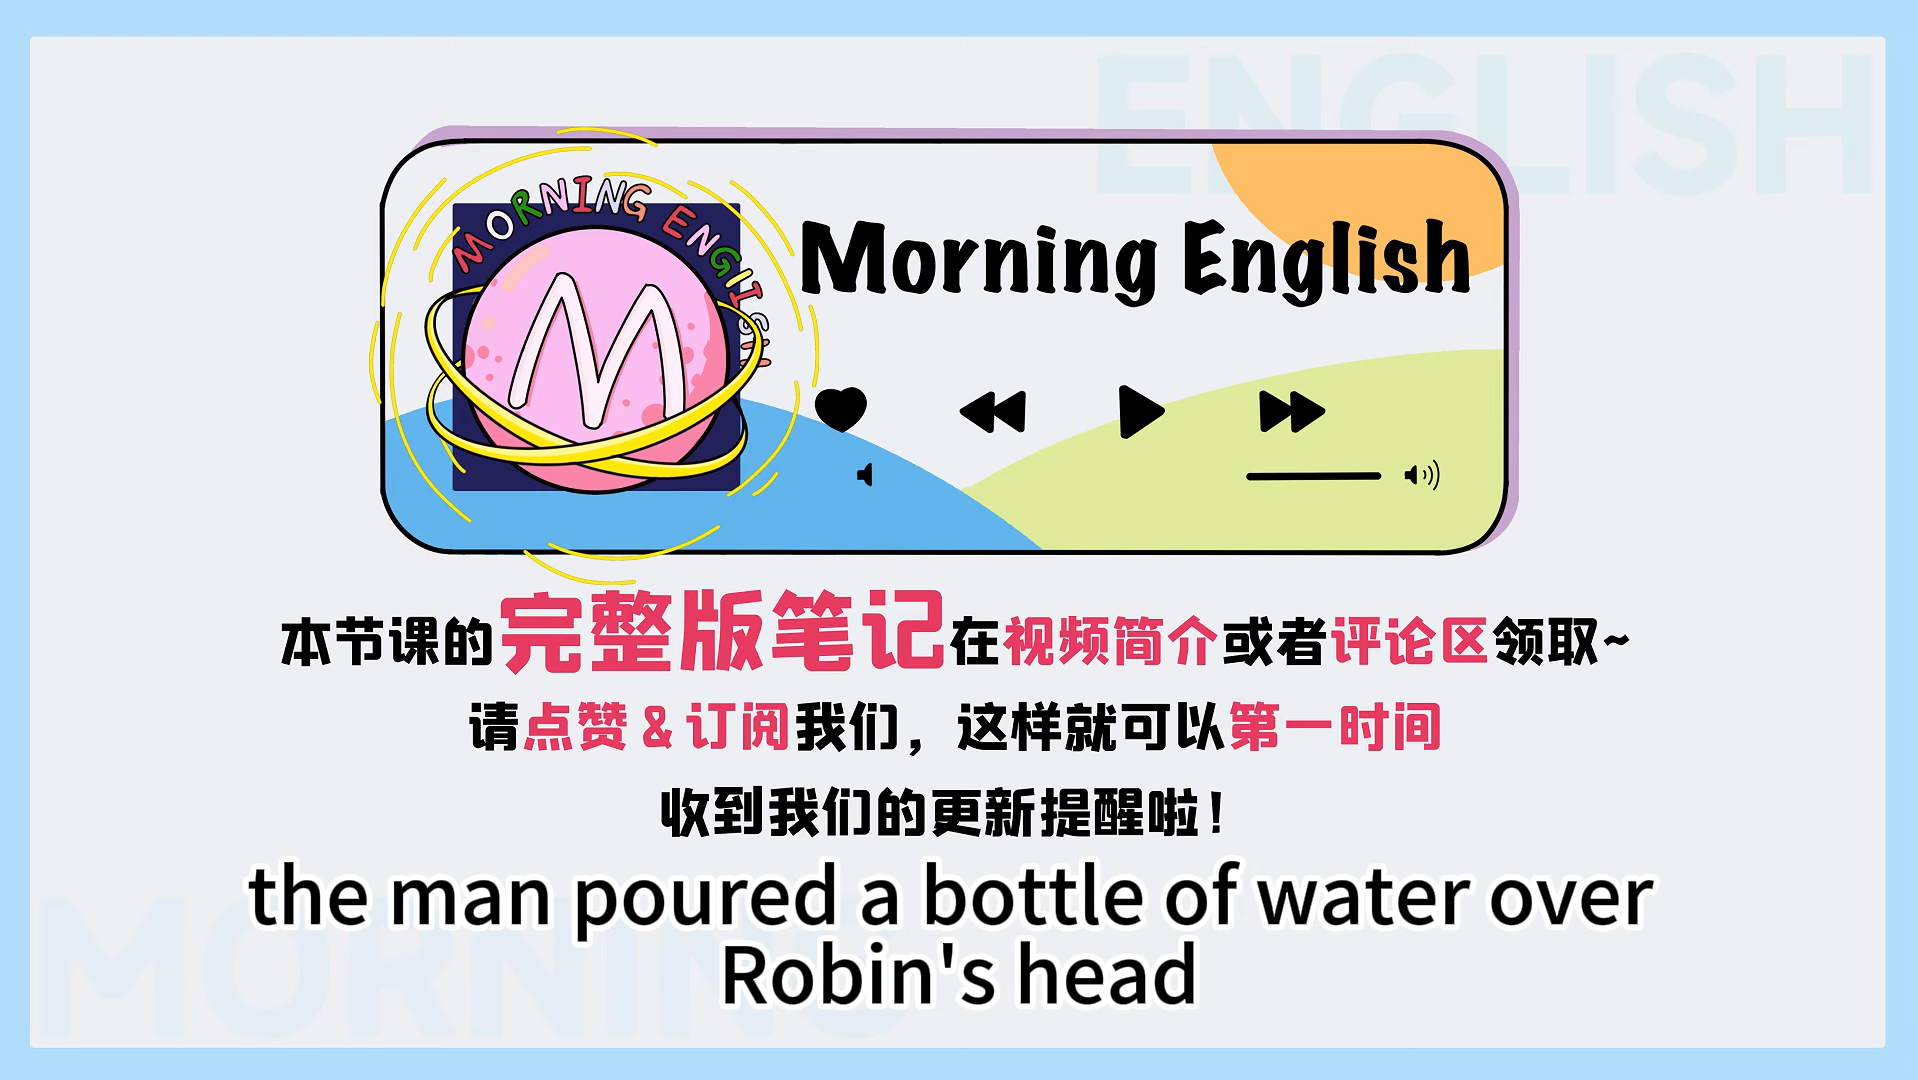 ENGLISH
MORNING ENGLISH
M
Morning English
本节课的完整版笔记在视频简介或者评论区领取~
请点赞&订阅我们，这样就可以第一时间
收到我们的更新提醒啦！
the man poured a bottle of water over
Robin's head
MORNING